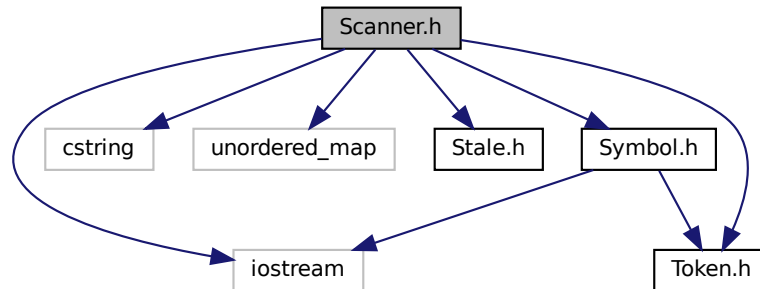 Scanner.h
cstring
unordered_map
Stale.h
Symbol.h
iostream
Token.h